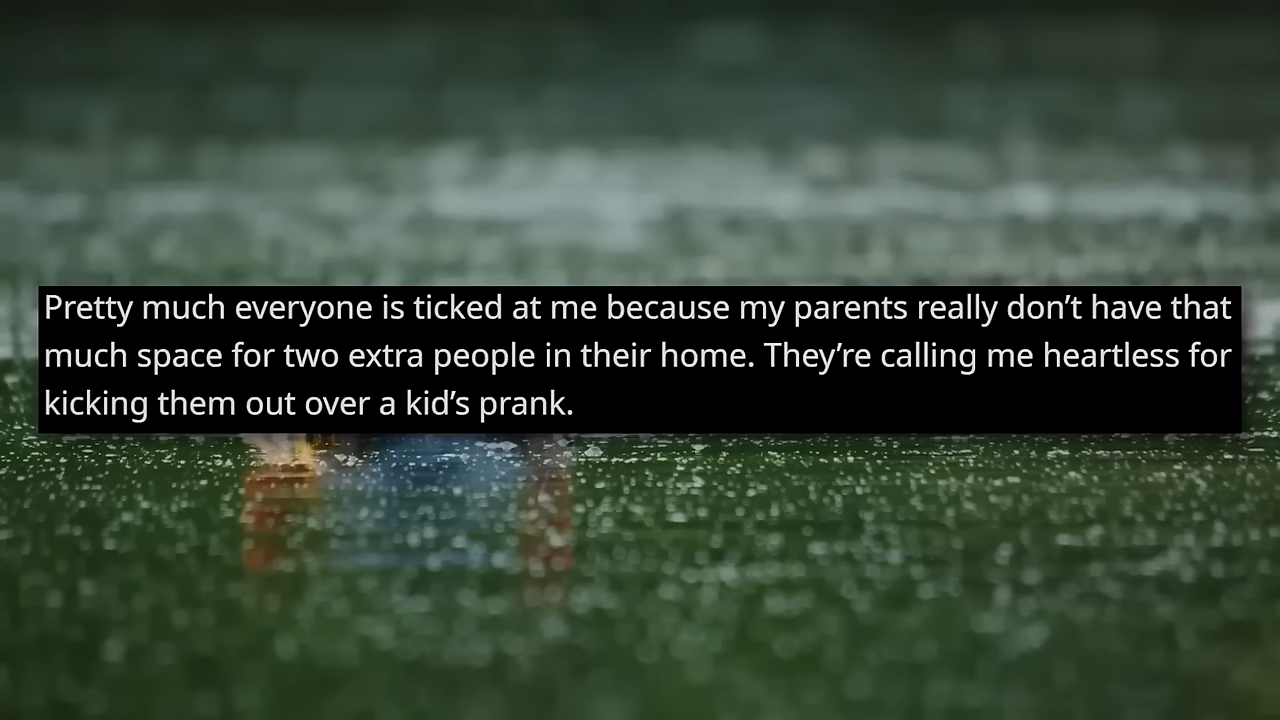 Pretty much everyone is ticked at me because my parents really don’t have that
much space for two extra people in their home. They’re calling me heartless for
kicking them out over a kid’s prank.